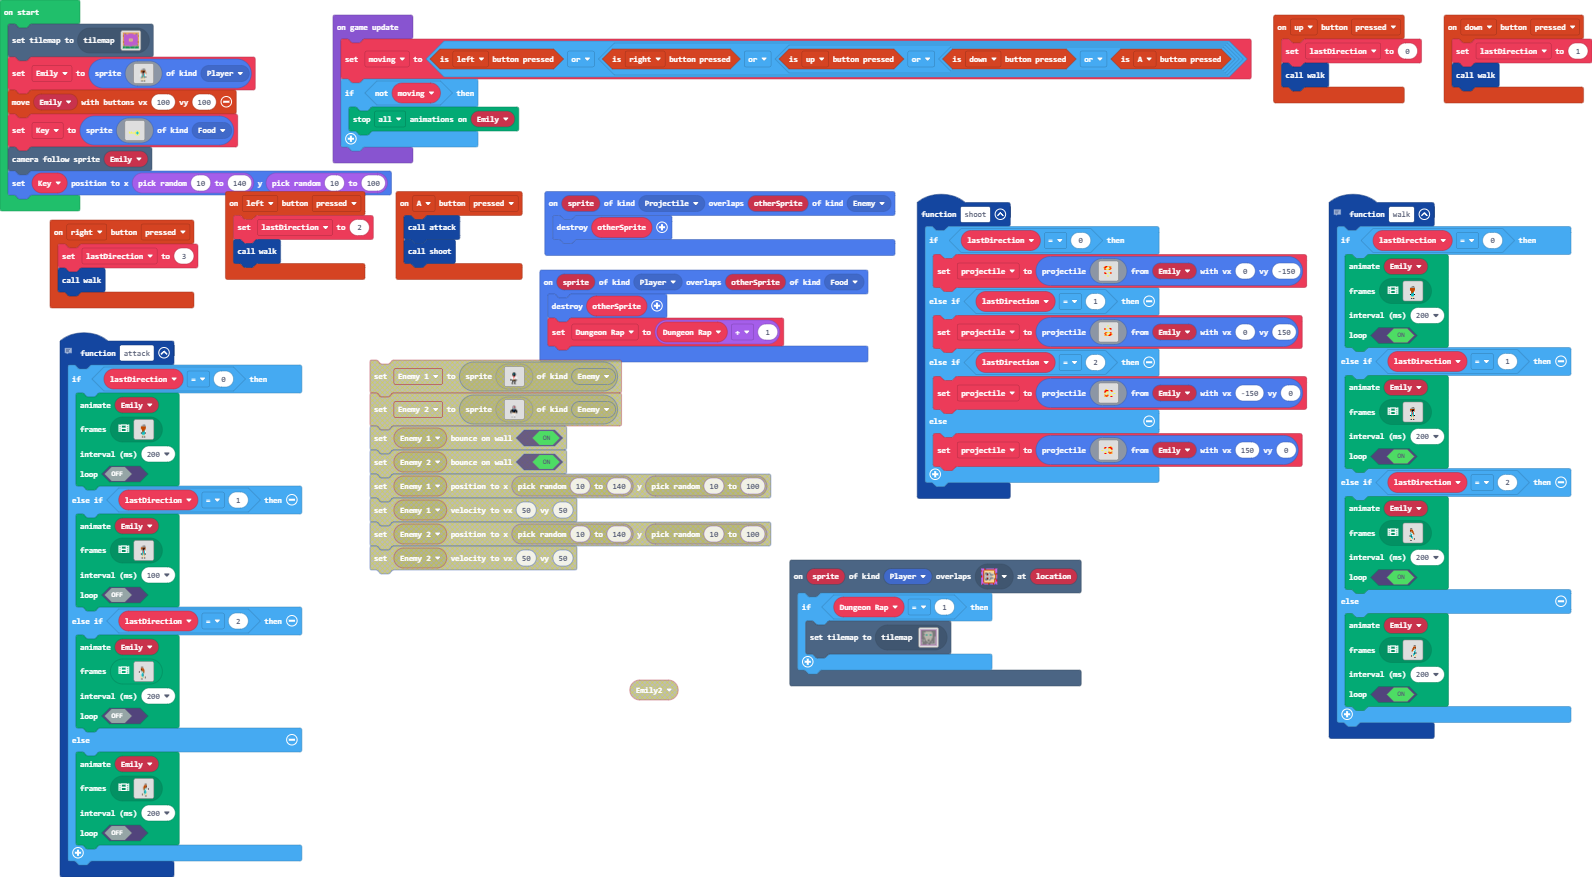 on start
set tilemap to tilemap
set Emily to sprite of kind Player
move Emily with buttons vx 100 vy 100
set Key to sprite of kind Food
camera follow sprite Emily
set Key position to x pick random 10 to 140 y pick random 10 to 100
on game update
set moving to is left button pressed or is right button pressed or is up button pressed or is down button pressed or is A button pressed
if not moving then
stop all animations on Emily
on up button pressed
set lastDirection to 0
call walk
on down button pressed
set lastDirection to 1
call walk
on right button pressed
set lastDirection to 3
call walk
on left button pressed
set lastDirection to 2
call walk
on A button pressed
call attack
call shoot
on sprite of kind Projectile overlaps otherSprite of kind Enemy
destroy otherSprite
on sprite of kind Player overlaps otherSprite of kind Food
destroy otherSprite
set Dungeon Rap to Dungeon Rap + 1
function attack
if lastDirection = 0 then
animate Emily
frames
interval (ms) 200
loop OFF
else if lastDirection = 1 then
animate Emily
frames
interval (ms) 100
loop OFF
else if lastDirection = 2 then
animate Emily
frames
interval (ms) 200
loop OFF
else
animate Emily
frames
interval (ms) 200
loop OFF
set Enemy 1 to sprite of kind Enemy
set Enemy 2 to sprite of kind Enemy
set Enemy 1 bounce on wall ON
set Enemy 2 bounce on wall ON
set Enemy 1 position to x pick random 10 to 140 y pick random 10 to 100
set Enemy 1 velocity to vx 50 vy 50
set Enemy 2 position to x pick random 10 to 140 y pick random 10 to 100
set Enemy 2 velocity to vx 50 vy 50
Emily2
function shoot
if lastDirection = 0 then
set projectile to projectile from Emily with vx 0 vy -150
else if lastDirection = 1 then
set projectile to projectile from Emily with vx 0 vy 150
else if lastDirection = 2 then
set projectile to projectile from Emily with vx -150 vy 0
else
set projectile to projectile from Emily with vx 150 vy 0
on sprite of kind Player overlaps at location
if Dungeon Rap = 1 then
set tilemap to tilemap
function walk
if lastDirection = 0 then
animate Emily
frames
interval (ms) 200
loop ON
else if lastDirection = 1 then
animate Emily
frames
interval (ms) 200
loop ON
else if lastDirection = 2 then
animate Emily
frames
interval (ms) 200
loop ON
else
animate Emily
frames
interval (ms) 200
loop ON